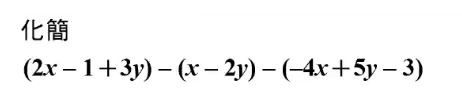 化簡
(2x – 1+3y) – (x – 2y) – (–4x+5y – 3)